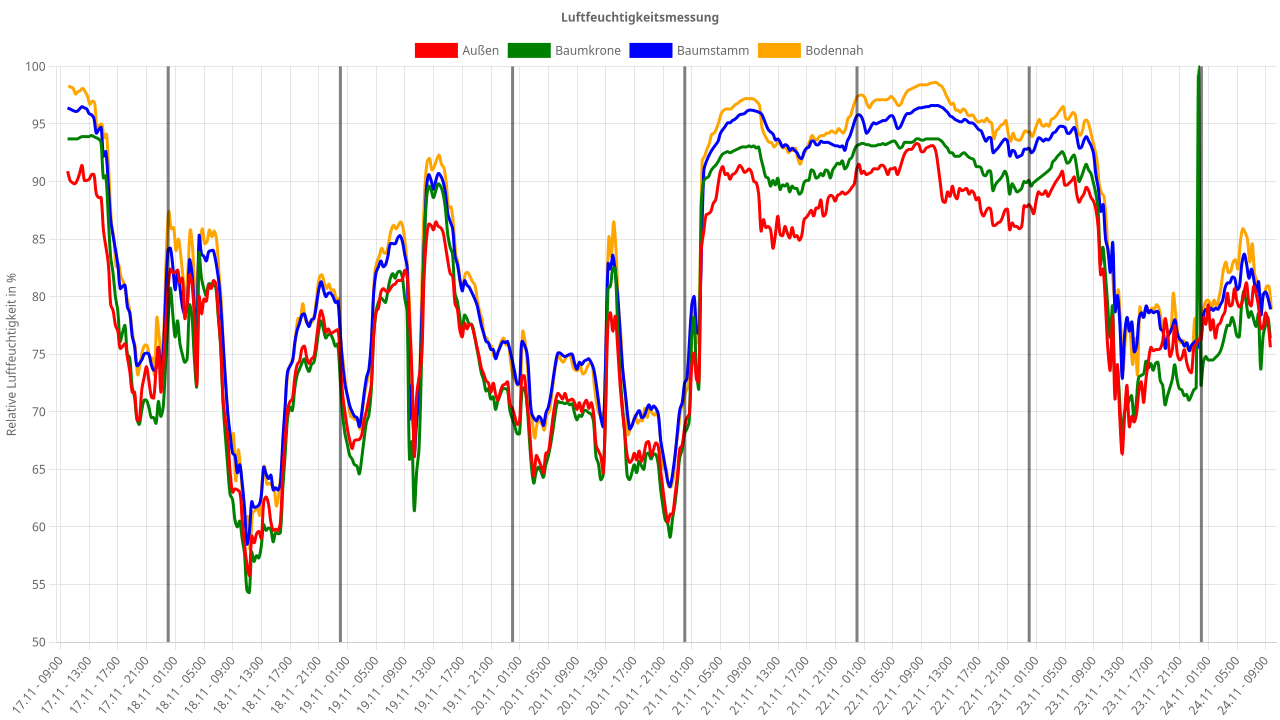 Luftfeuchtigkeitsmessung
Außen Baumkrone Baumstamm Bodennah
Relative Luftfeuchtigkeit in %
100
95
90
85
80
75
70
65
60
55
50
17.11 - 09:00
17.11 - 13:00
17.11 - 17:00
17.11 - 21:00
18.11 - 01:00
18.11 - 05:00
18.11 - 09:00
18.11 - 13:00
18.11 - 17:00
18.11 - 21:00
19.11 - 01:00
19.11 - 05:00
19.11 - 09:00
19.11 - 13:00
19.11 - 17:00
19.11 - 21:00
20.11 - 01:00
20.11 - 05:00
20.11 - 09:00
20.11 - 13:00
20.11 - 17:00
20.11 - 21:00
21.11 - 01:00
21.11 - 05:00
21.11 - 09:00
21.11 - 13:00
21.11 - 17:00
21.11 - 21:00
22.11 - 01:00
22.11 - 05:00
22.11 - 09:00
22.11 - 13:00
22.11 - 17:00
22.11 - 21:00
23.11 - 01:00
23.11 - 05:00
23.11 - 09:00
23.11 - 13:00
23.11 - 17:00
23.11 - 21:00
24.11 - 01:00
24.11 - 05:00
24.11 - 09:00